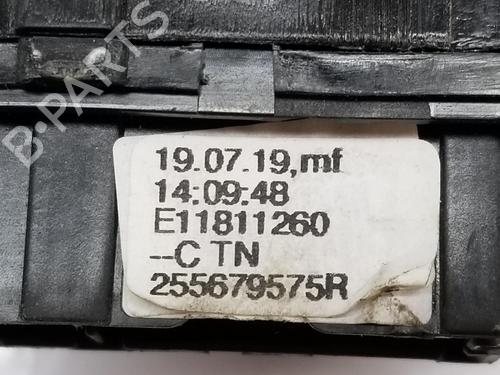 B-PARTS
19.07.19,mf
14:09:48
E11811260
--C TN
255679575R